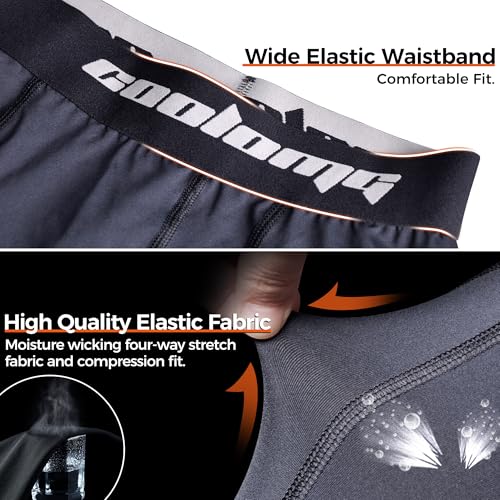 Wide Elastic Waistband
Comfortable Fit.
coolomg
High Quality Elastic Fabric
Moisture wicking four-way stretch
fabric and compression fit.